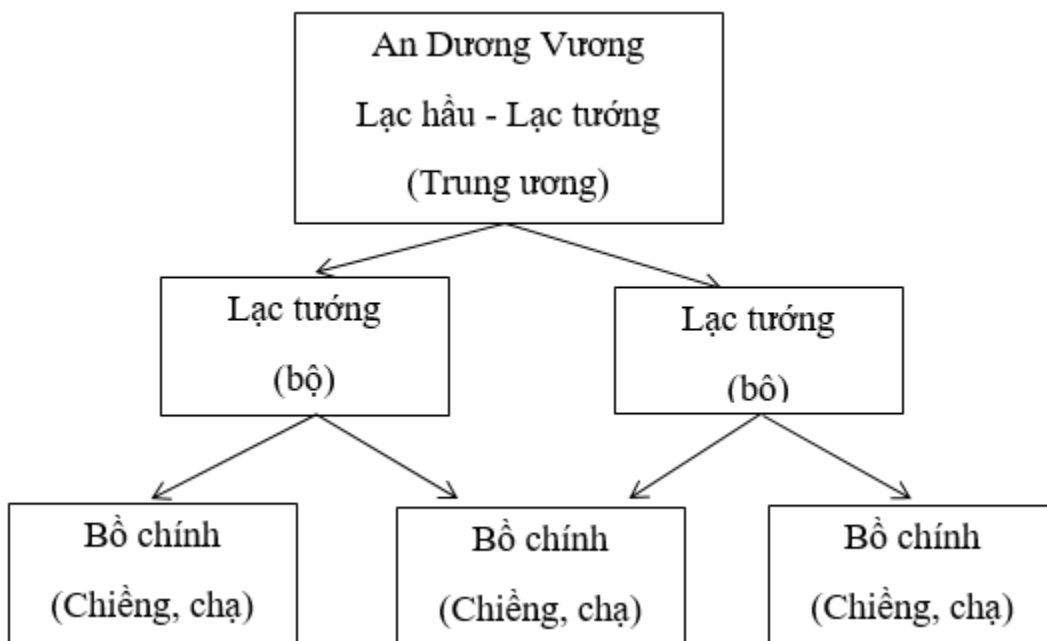 An Dương Vương
Lạc hầu - Lạc tướng
(Trung ương)
Lạc tướng
(bộ)
Lạc tướng
(bô)
Bồ chính
(Chiềng, chạ)
Bồ chính
(Chiềng, chạ)
Bồ chính
(Chiềng, chạ)